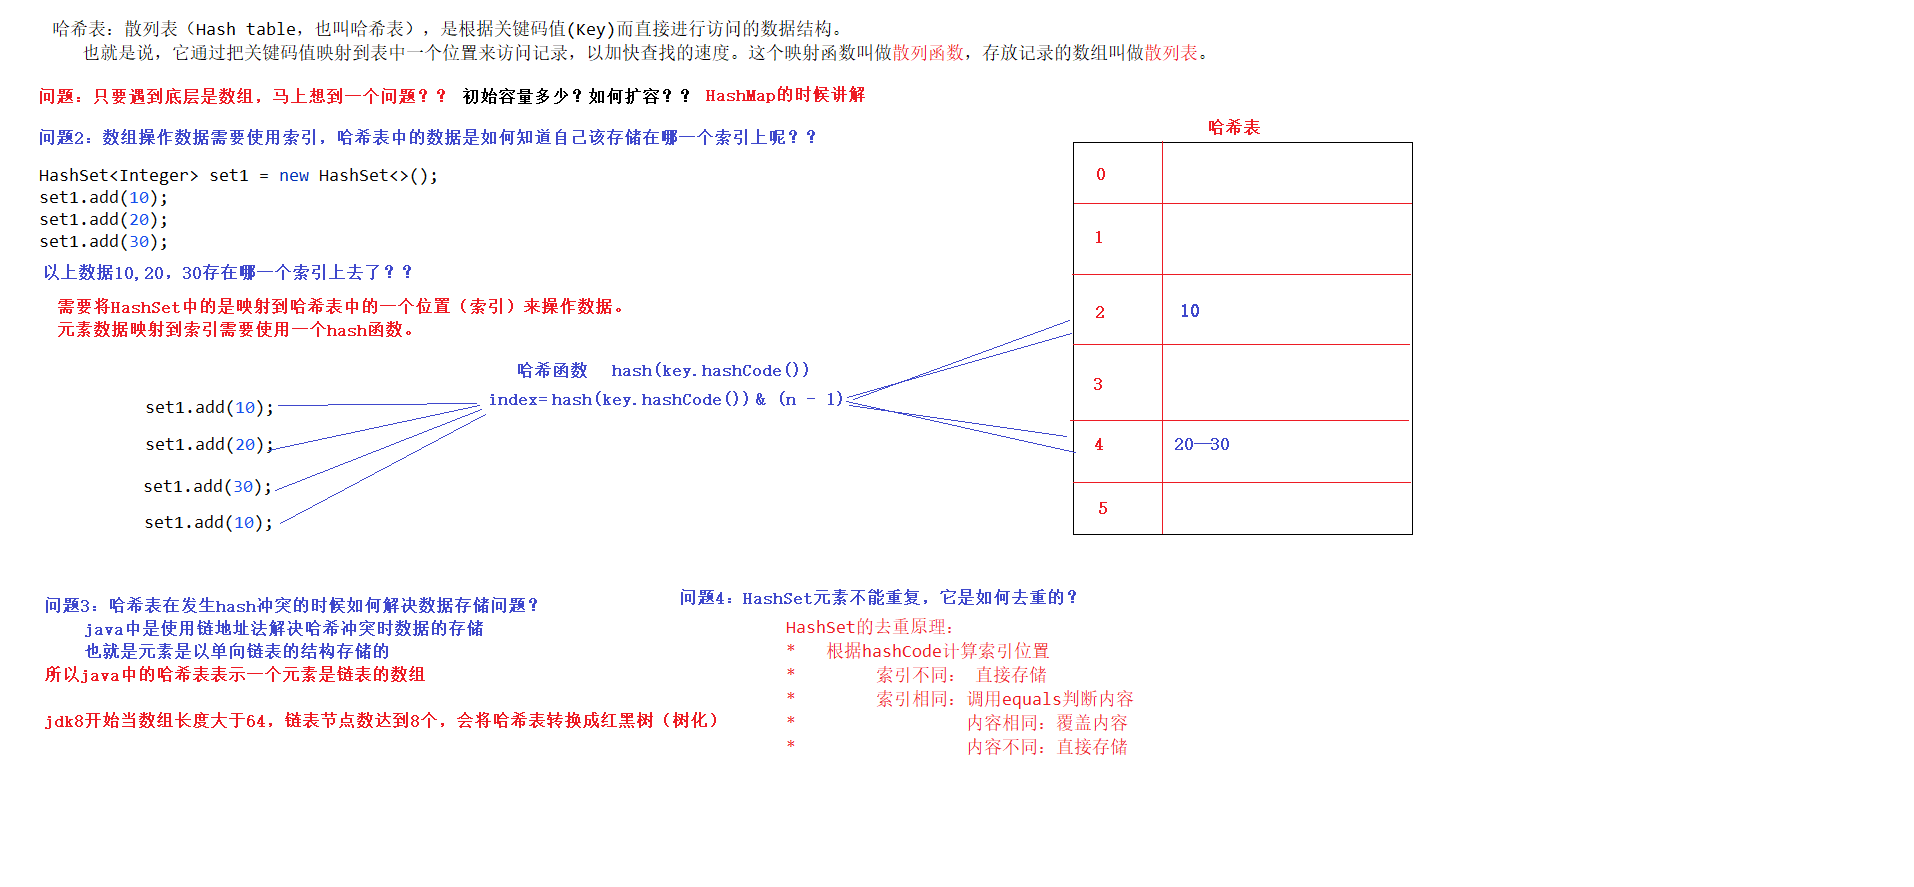 哈希表：散列表（Hash table，也叫哈希表），是根据关键码值(Key)而直接进行访问的数据结构。
也就是说，它通过把关键码值映射到表中一个位置来访问记录，以加快查找的速度。这个映射函数叫做散列函数，存放记录的数组叫做散列表。
问题：只要遇到底层是数组，马上想到一个问题？？ 初始容量多少？如何扩容？？ HashMap的时候讲解
问题2：数组操作数据需要使用索引，哈希表中的数据是如何知道自己该存储在哪一个索引上呢？？
HashSet<Integer> set1 = new HashSet<>();
set1.add(10);
set1.add(20);
set1.add(30);
以上数据10,20，30存在哪一个索引上去了？？
需要将HashSet中的是映射到哈希表中的一个位置（索引）来操作数据。
元素数据映射到索引需要使用一个hash函数。
哈希函数 hash(key.hashCode())
index=hash(key.hashCode())& (n - 1)
set1.add(10);
set1.add(20);
set1.add(30);
set1.add(10);
哈希表
0
1
2 10
3
4 20—30
5
问题3：哈希表在发生hash冲突的时候如何解决数据存储问题？
java中是使用链地址法解决哈希冲突时数据的存储
也就是元素是以单向链表的结构存储的
所以java中的哈希表表示一个元素是链表的数组
jdk8开始当数组长度大于64，链表节点数达到8个，会将哈希表转换成红黑树（树化）
问题4：HashSet元素不能重复，它是如何去重的？
HashSet的去重原理：
* 根据hashCode计算索引位置
* 索引不同： 直接存储
* 索引相同：调用equals判断内容
* 内容相同：覆盖内容
* 内容不同：直接存储